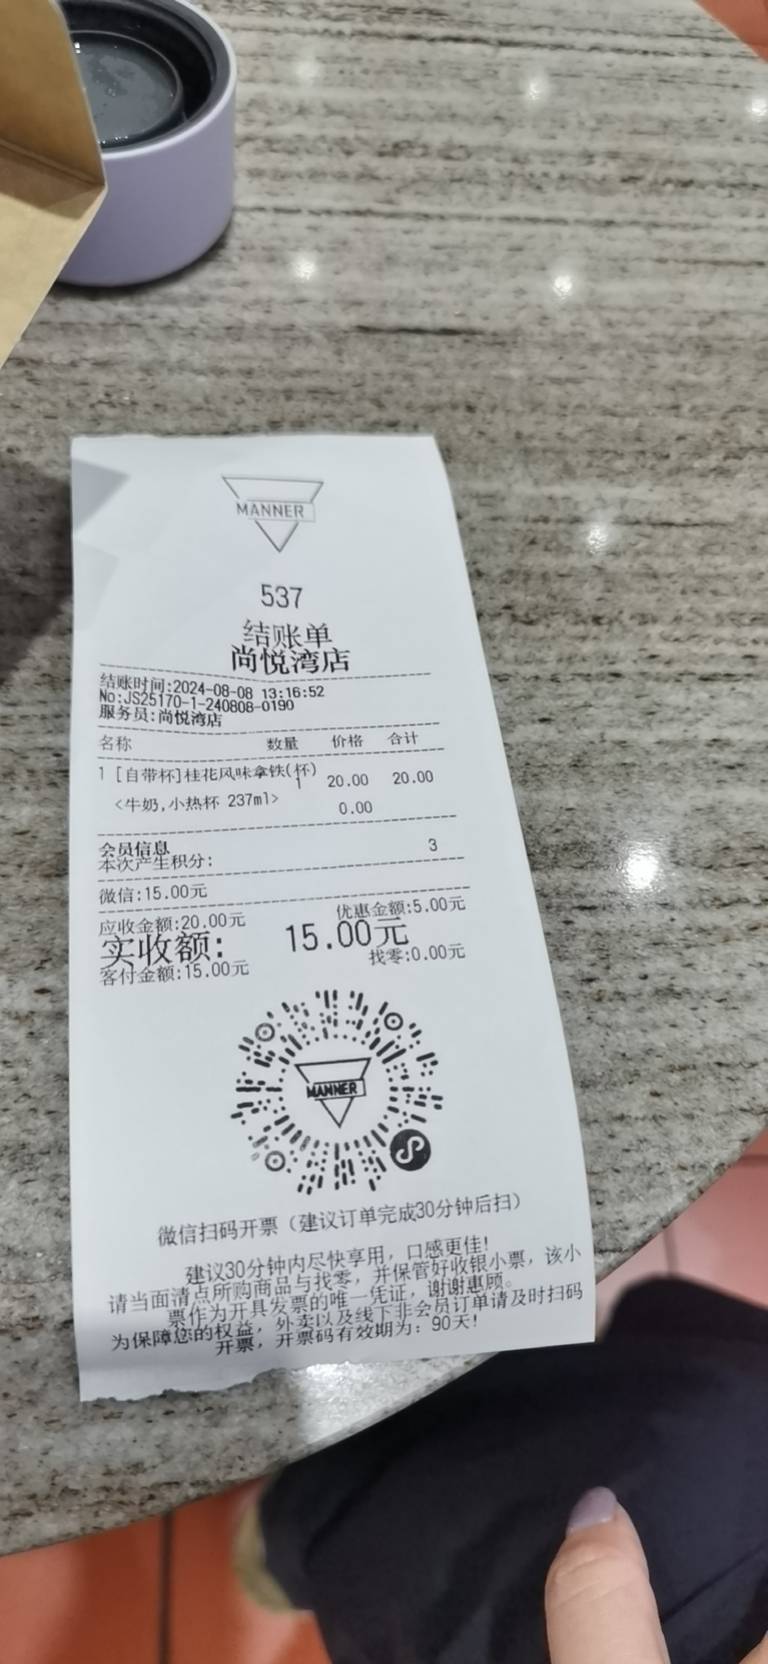 MANNER
537
结账单
尚悦湾店
结账时间:2024-08-08 13:16:52
No:JS25170-1-240808-0190
服务员:尚悦湾店
名称 数量 价格 合计
1 [自带杯]桂花风味拿铁(杯)
1 20.00 20.00
<牛奶,小热杯 237ml> 0.00
会员信息
本次产生积分: 3
微信:15.00元
应收金额:20.00元 优惠金额:5.00元
实收额: 15.00元
客付金额:15.00元 找零:0.00元
MANNER
微信扫码开票（建议订单完成30分钟后扫）
建议30分钟内尽快享用，口感更佳!
请当面清点所购商品与找零，并保管好收银小票，该小
票作为开具发票的唯一凭证，谢谢惠顾。
为保障您的权益，外卖以及线下非会员订单请及时扫码
开票，开票码有效期为：90天!